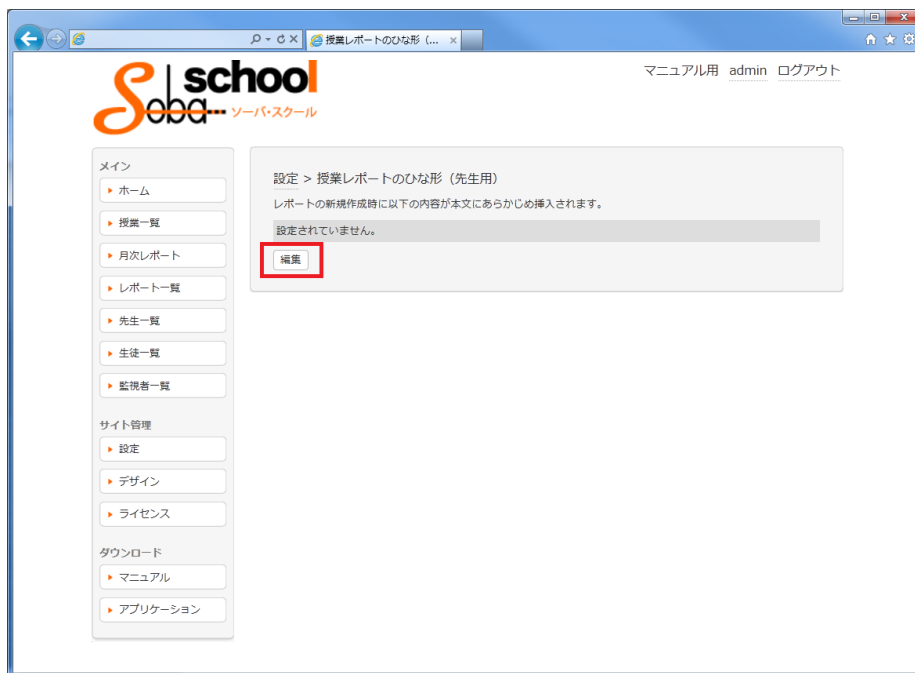 授業レポートのひな形 (...
school
Soba
ソーバ・スクール
マニュアル用 admin ログアウト
メイン
ホーム
授業一覧
月次レポート
レポート一覧
先生一覧
生徒一覧
監視者一覧
サイト管理
設定
デザイン
ライセンス
ダウンロード
マニュアル
アプリケーション
設定 > 授業レポートのひな形（先生用）
レポートの新規作成時に以下の内容が本文にあらかじめ挿入されます。
設定されていません。
編集